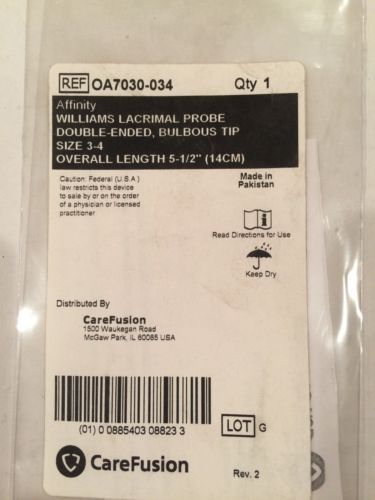 REF OA7030-034 Qty 1
Affinity
WILLIAMS LACRIMAL PROBE
DOUBLE-ENDED, BULBOUS TIP
SIZE 3-4
OVERALL LENGTH 5-1/2" (14CM)
Caution: Federal (U.S.A.)
law restricts this device
to sale by or on the order
of a physician or licensed
practitioner
Made in
Pakistan
Read Directions for Use
Keep Dry
Distributed By
CareFusion
1500 Waukegan Road
McGaw Park, IL 60085 USA
(01) 0 0885403 08823 3
LOT G
CareFusion
Rev. 2